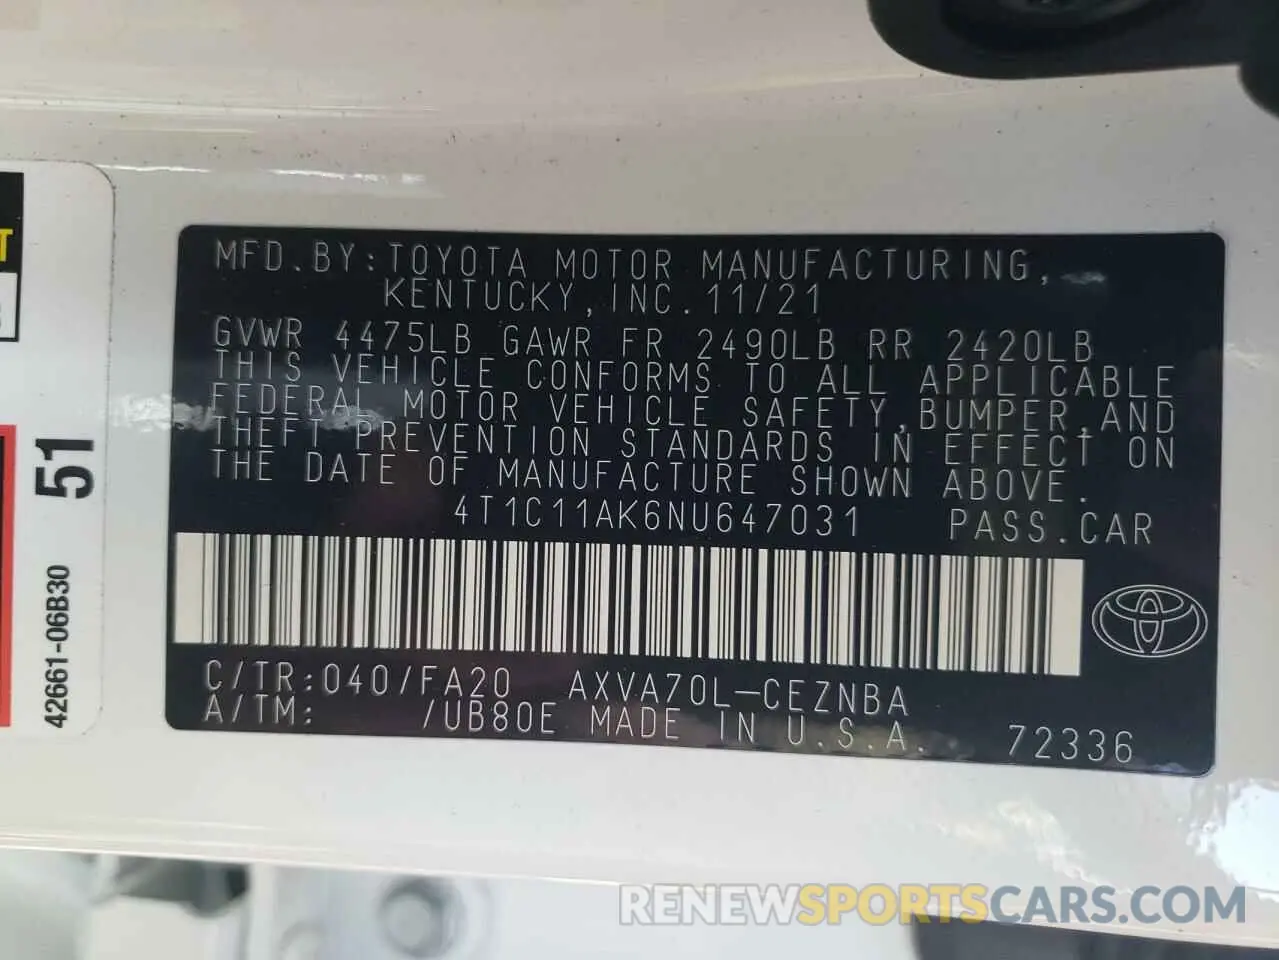 MFD.BY:TOYOTA MOTOR MANUFACTURING,
KENTUCKY,INC.11/21
GVWR 4475LB GAWR FR 2490LB RR 2420LB
THIS VEHICLE CONFORMS TO ALL APPLICABLE
FEDERAL MOTOR VEHICLE SAFETY,BUMPER,AND
THEFT PREVENTION STANDARDS IN EFFECT ON
THE DATE OF MANUFACTURE SHOWN ABOVE.
4T1C11AK6NU647031 PASS.CAR
C/TR:040/FA20 AXVA70L-CEZNBA
A/TM: /UB80E MADE IN U.S.A.
72336
51
42661-06B30
T
RENEWSPORTSCARS.COM